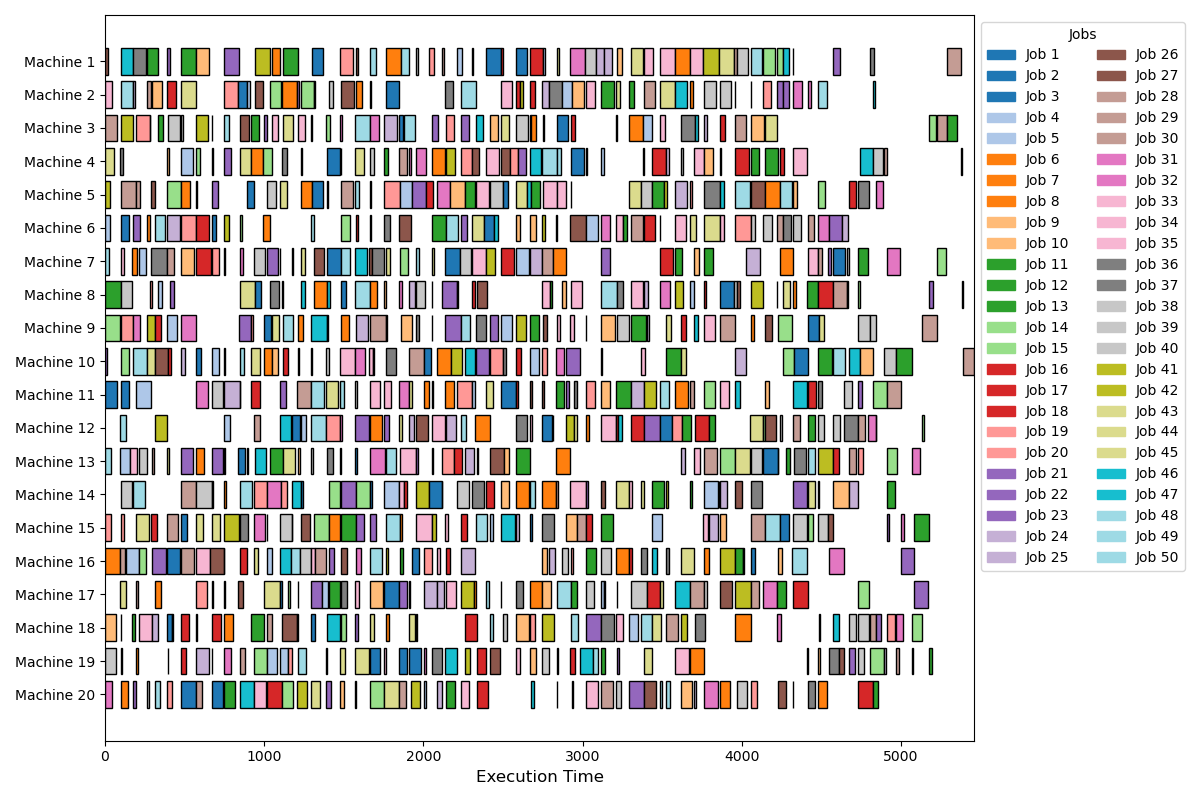 Machine 1
Machine 2
Machine 3
Machine 4
Machine 5
Machine 6
Machine 7
Machine 8
Machine 9
Machine 10
Machine 11
Machine 12
Machine 13
Machine 14
Machine 15
Machine 16
Machine 17
Machine 18
Machine 19
Machine 20
0 1000 2000 3000 4000 5000
Execution Time
Jobs
Job 1 Job 26
Job 2 Job 27
Job 3 Job 28
Job 4 Job 29
Job 5 Job 30
Job 6 Job 31
Job 7 Job 32
Job 8 Job 33
Job 9 Job 34
Job 10 Job 35
Job 11 Job 36
Job 12 Job 37
Job 13 Job 38
Job 14 Job 39
Job 15 Job 40
Job 16 Job 41
Job 17 Job 42
Job 18 Job 43
Job 19 Job 44
Job 20 Job 45
Job 21 Job 46
Job 22 Job 47
Job 23 Job 48
Job 24 Job 49
Job 25 Job 50